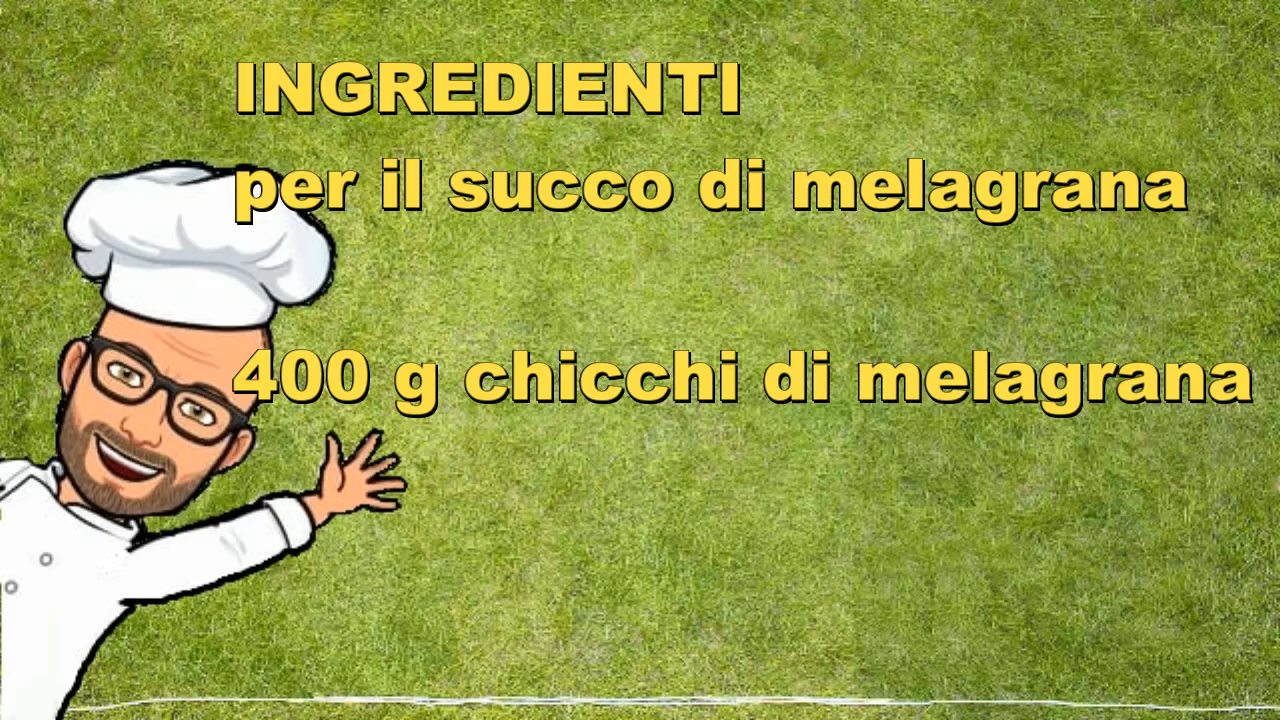 INGREDIENTI
per il succo di melagrana
400 g chicchi di melagrana